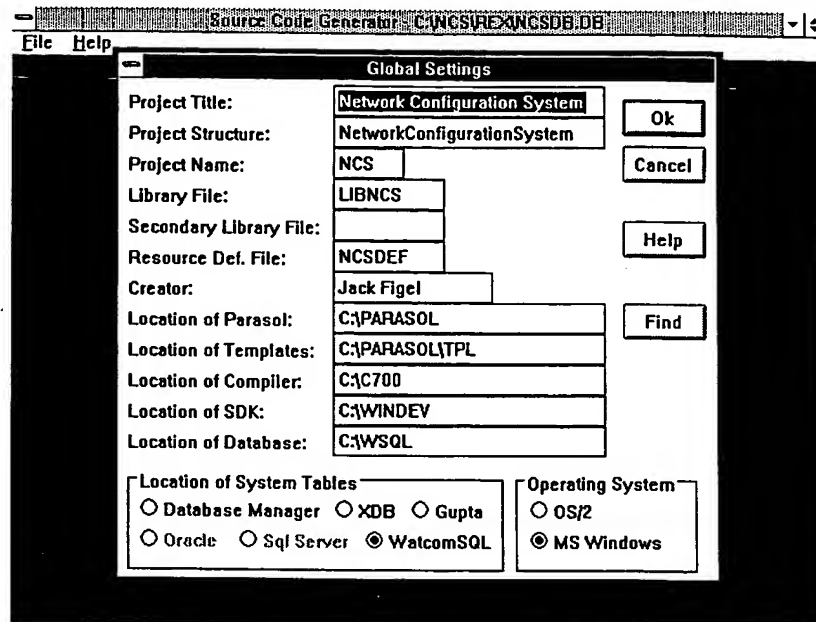 Source Code Generator - C:\NCS\REX\NCSDB.DB
File Help
Global Settings
Project Title: Network Configuration System
Ok
Project Structure: NetworkConfigurationSystem
Project Name: NCS
Cancel
Library File: LIBNCS
Secondary Library File:
Help
Resource Def. File: NCSDEF
Creator: Jack Figel
Location of Parasol: C:\PARASOL
Find
Location of Templates: C:\PARASOL\TPL
Location of Compiler: C:\C700
Location of SDK: C:\WINDEV
Location of Database: C:\WSQL
Location of System Tables
Operating System
Database Manager XDB Gupta
OS/2
Oracle Sql Server WatcomSQL
MS Windows